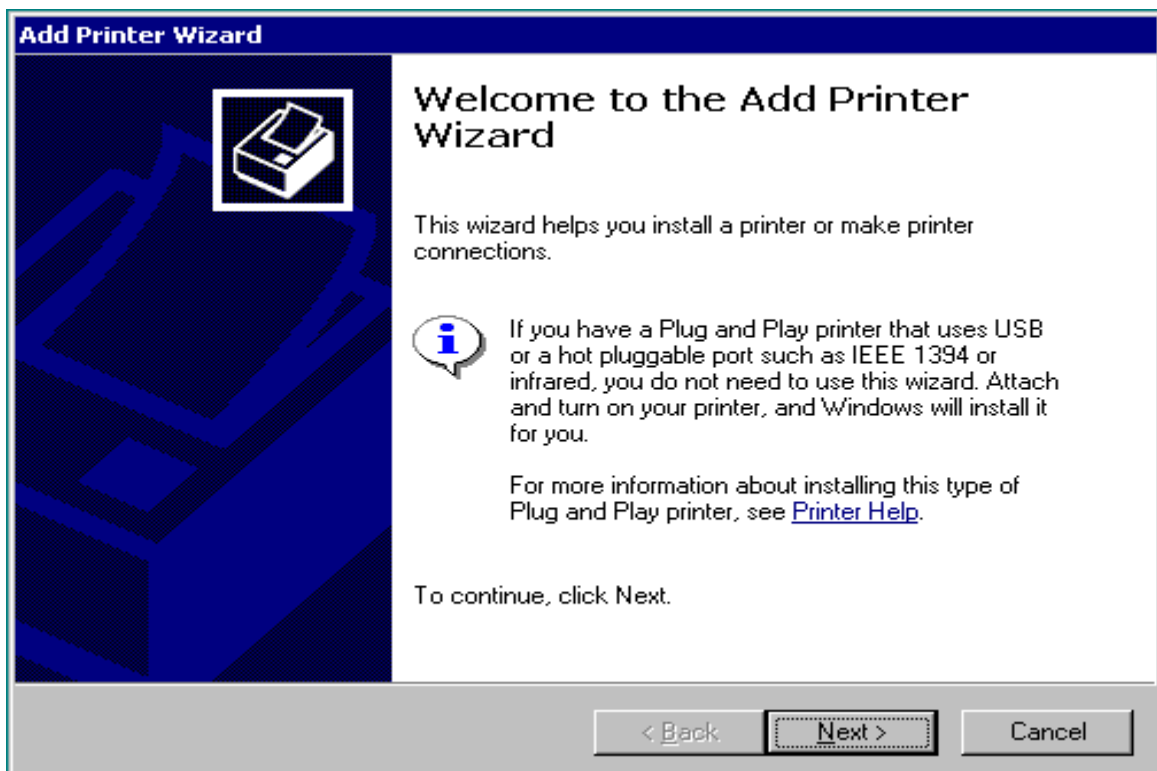 Add Printer Wizard
Welcome to the Add Printer
Wizard
This wizard helps you install a printer or make printer
connections.
If you have a Plug and Play printer that uses USB
or a hot pluggable port such as IEEE 1394 or
infrared, you do not need to use this wizard. Attach
and turn on your printer, and Windows will install it
for you.
For more information about installing this type of
Plug and Play printer, see Printer Help.
To continue, click Next.
< Back Next > Cancel